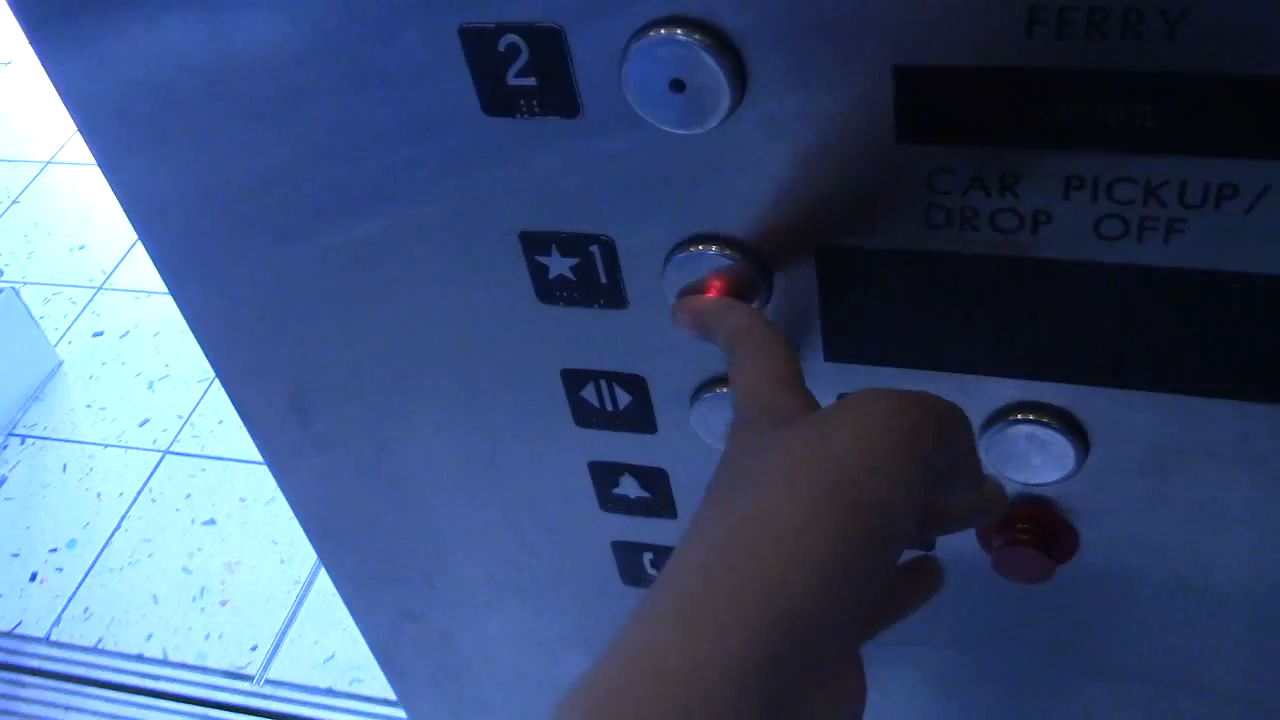 2
FERRY
CAR PICKUP/
DROP OFF
★1